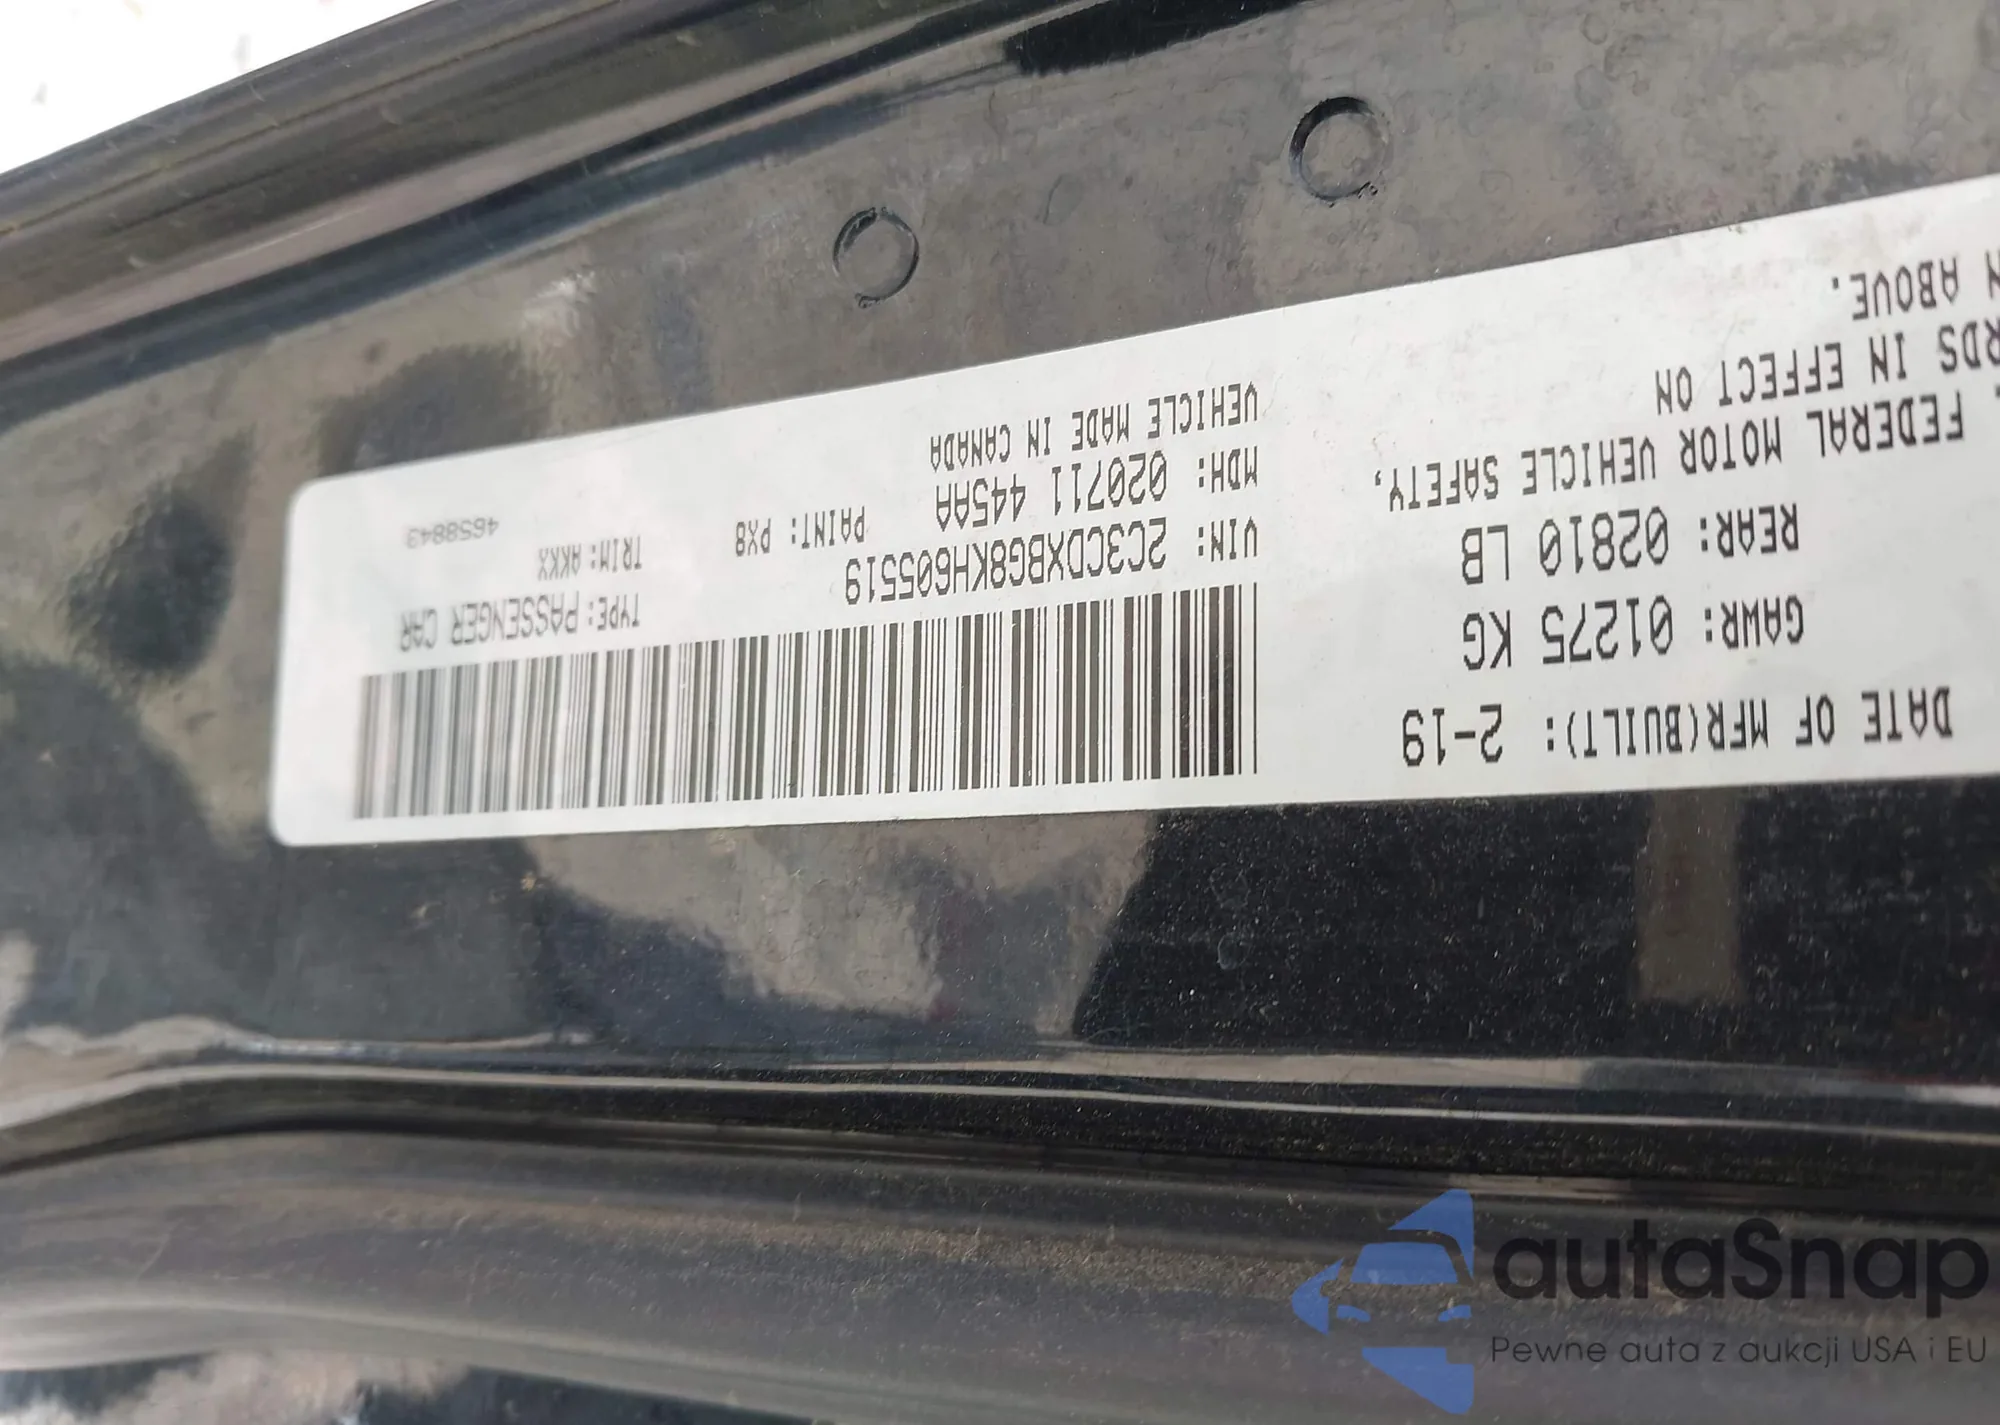 DATE OF MFR(BUILT): 2-19
GAWR: 01275 KG
REAR: 02810 LB
FEDERAL MOTOR VEHICLE SAFETY,
IN EFFECT ON
ABOVE.
VIN: 2C3CDXBG8KH605519
TYPE: PASSENGER CAR
MDH: 020711 445AA
PAINT: PX8
TRIM: AKKX
VEHICLE MADE IN CANADA
4658843
autaSnap
Pewne auta z aukcji USA i EU